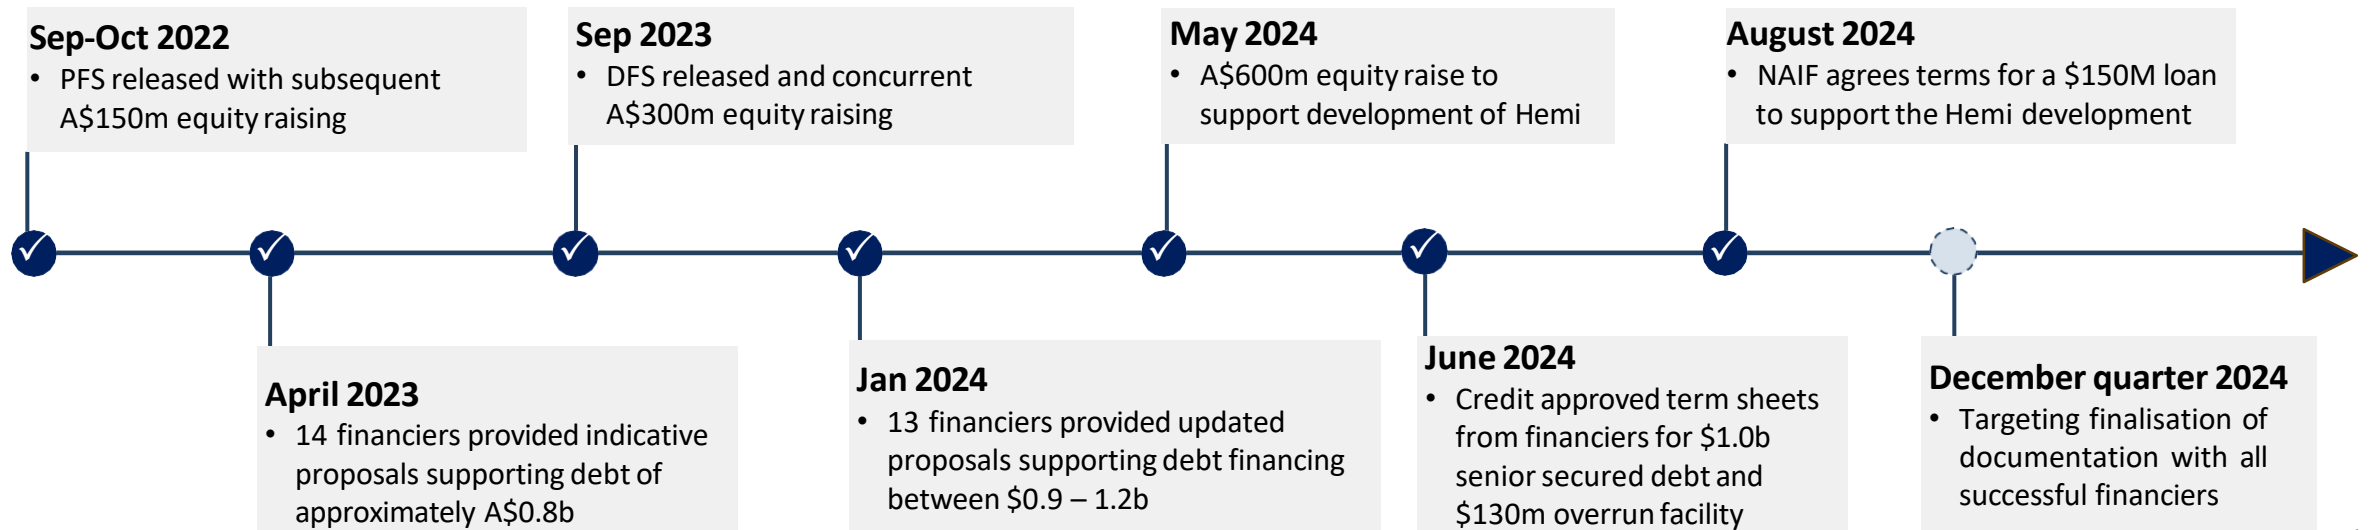 Sep-Oct 2022
• PFS released with subsequent
A$150m equity raising
Sep 2023
• DFS released and concurrent
A$300m equity raising
May 2024
• A$600m equity raise to
support development of Hemi
August 2024
• NAIF agrees terms for a $150M loan
to support the Hemi development
April 2023
• 14 financiers provided indicative
proposals supporting debt of
approximately A$0.8b
Jan 2024
• 13 financiers provided updated
proposals supporting debt financing
between $0.9 – 1.2b
June 2024
• Credit approved term sheets
from financiers for $1.0b
senior secured debt and
$130m overrun facility
December quarter 2024
• Targeting finalisation of
documentation with all
successful financiers